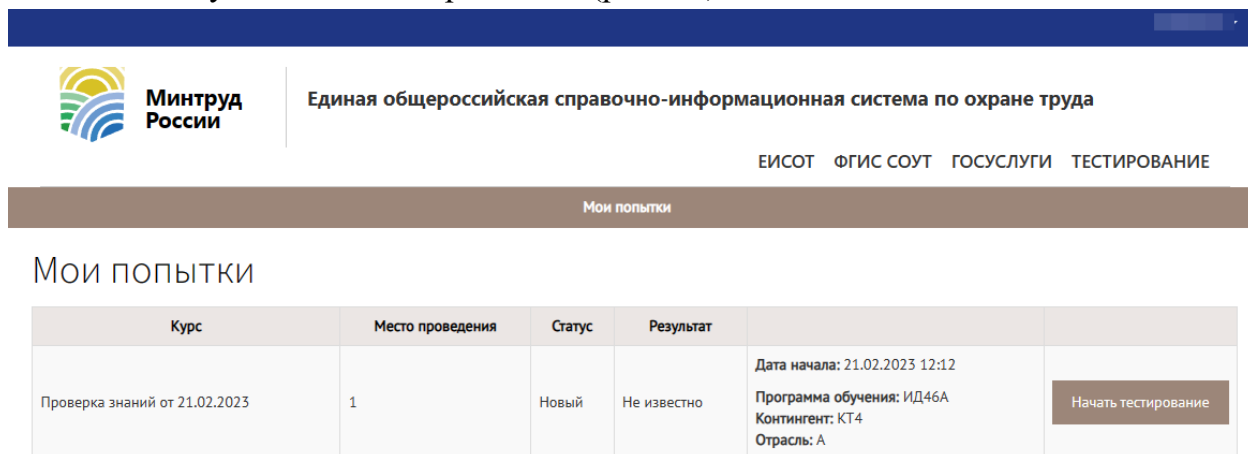 Минтруд
России
Единая общероссийская справочно-информационная система по охране труда
ЕИСОТ ФГИС СОУТ ГОСУСЛУГИ ТЕСТИРОВАНИЕ
Мои попытки
Мои попытки
Курс Место проведения Статус Результат
Дата начала: 21.02.2023 12:12
Проверка знаний от 21.02.2023 1 Новый Не известно Программа обучения: ИД46А Начать тестирование
Контингент: КТ4
Отрасль: А